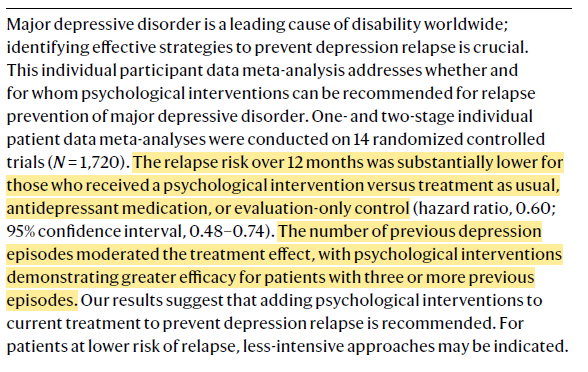 Major depressive disorder is a leading cause of disability worldwide;
identifying effective strategies to prevent depression relapse is crucial.
This individual participant data meta-analysis addresses whether and
for whom psychological interventions can be recommended for relapse
prevention of major depressive disorder. One- and two-stage individual
patient data meta-analyses were conducted on 14 randomized controlled
trials (N = 1,720). The relapse risk over 12 months was substantially lower for
those who received a psychological intervention versus treatment as usual,
antidepressant medication, or evaluation-only control (hazard ratio, 0.60;
95% confidence interval, 0.48–0.74). The number of previous depression
episodes moderated the treatment effect, with psychological interventions
demonstrating greater efficacy for patients with three or more previous
episodes. Our results suggest that adding psychological interventions to
current treatment to prevent depression relapse is recommended. For
patients at lower risk of relapse, less-intensive approaches may be indicated.